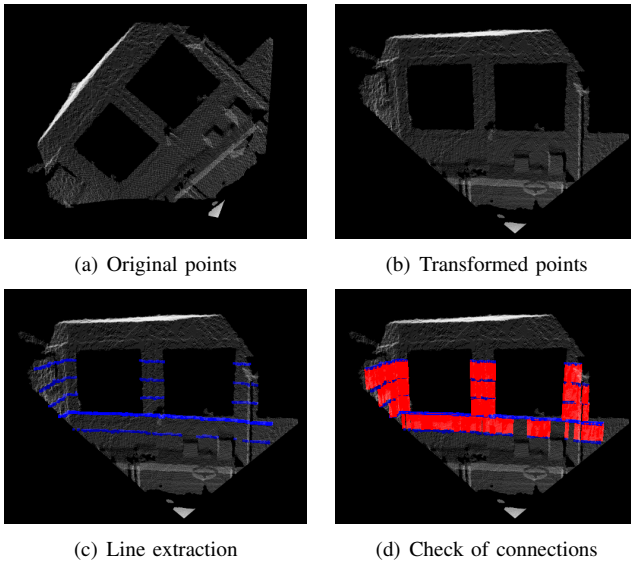 (a) Original points
(b) Transformed points
(c) Line extraction
(d) Check of connections